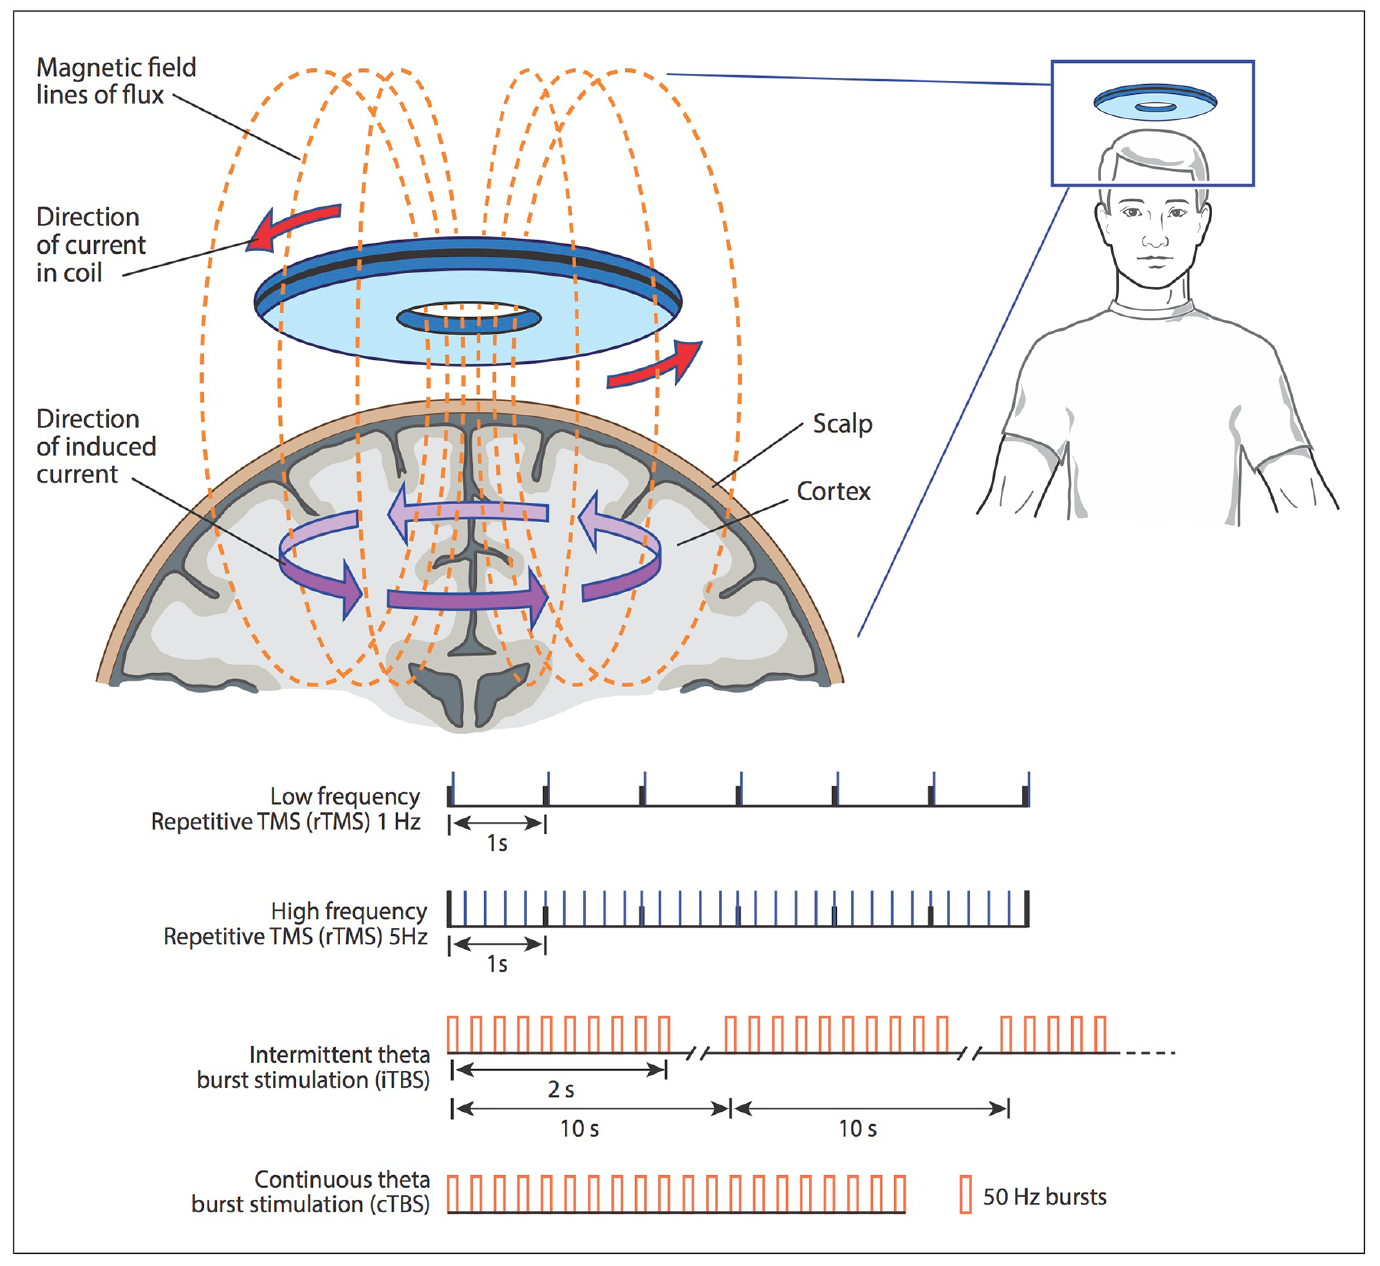 Magnetic field
lines of flux
Direction
of current
in coil
Direction
of induced
current
Scalp
Cortex
Low frequency
Repetitive TMS (rTMS) 1 Hz
1s
High frequency
Repetitive TMS (rTMS) 5Hz
1s
Intermittent theta
burst stimulation (iTBS)
2 s
10 s
10 s
Continuous theta
burst stimulation (cTBS)
50 Hz bursts